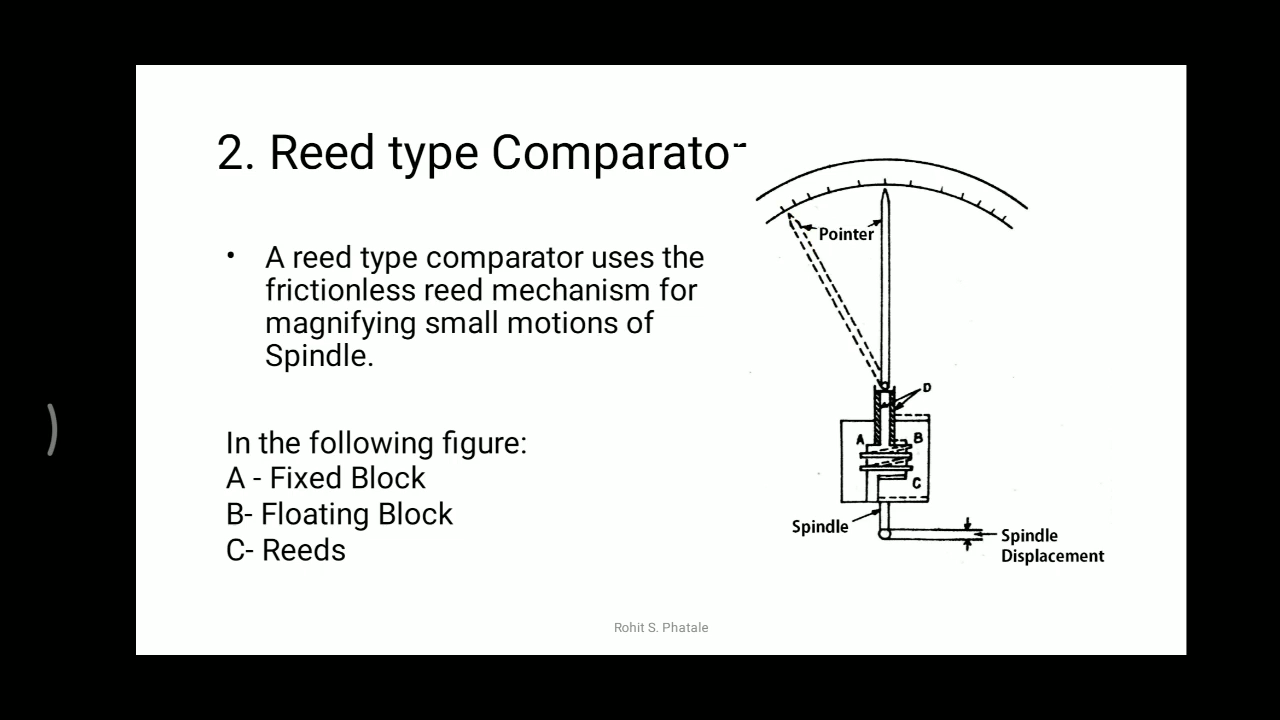 2. Reed type Comparator
• A reed type comparator uses the
frictionless reed mechanism for
magnifying small motions of
Spindle.
In the following figure:
A - Fixed Block
B- Floating Block
C- Reeds
Pointer
D
A
B
C
Spindle
Spindle
Displacement
Rohit S. Phatale